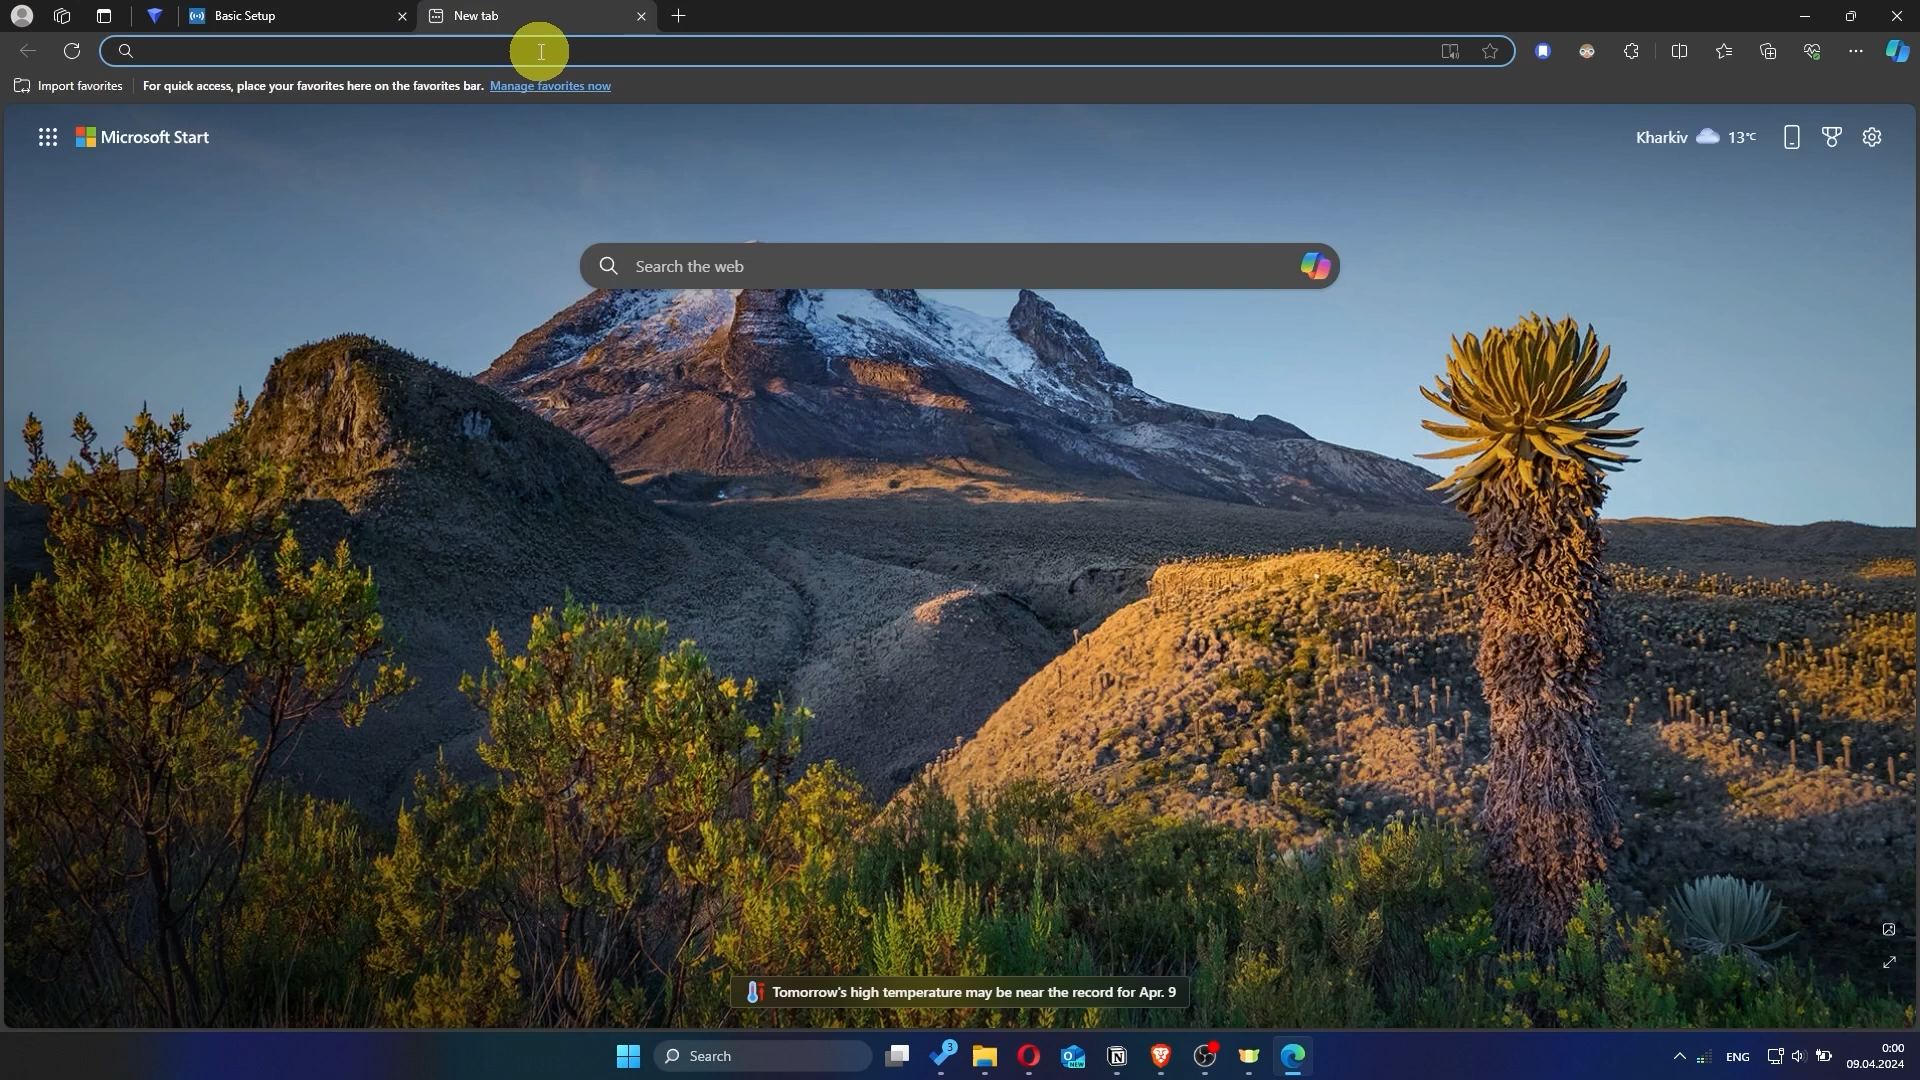 Basic Setup
New tab
Import favorites
For quick access, place your favorites here on the favorites bar. Manage favorites now
Microsoft Start
Kharkiv 13°C
Search the web
Tomorrow's high temperature may be near the record for Apr. 9
Search
3
NEW
ENG
0:00
09.04.2024